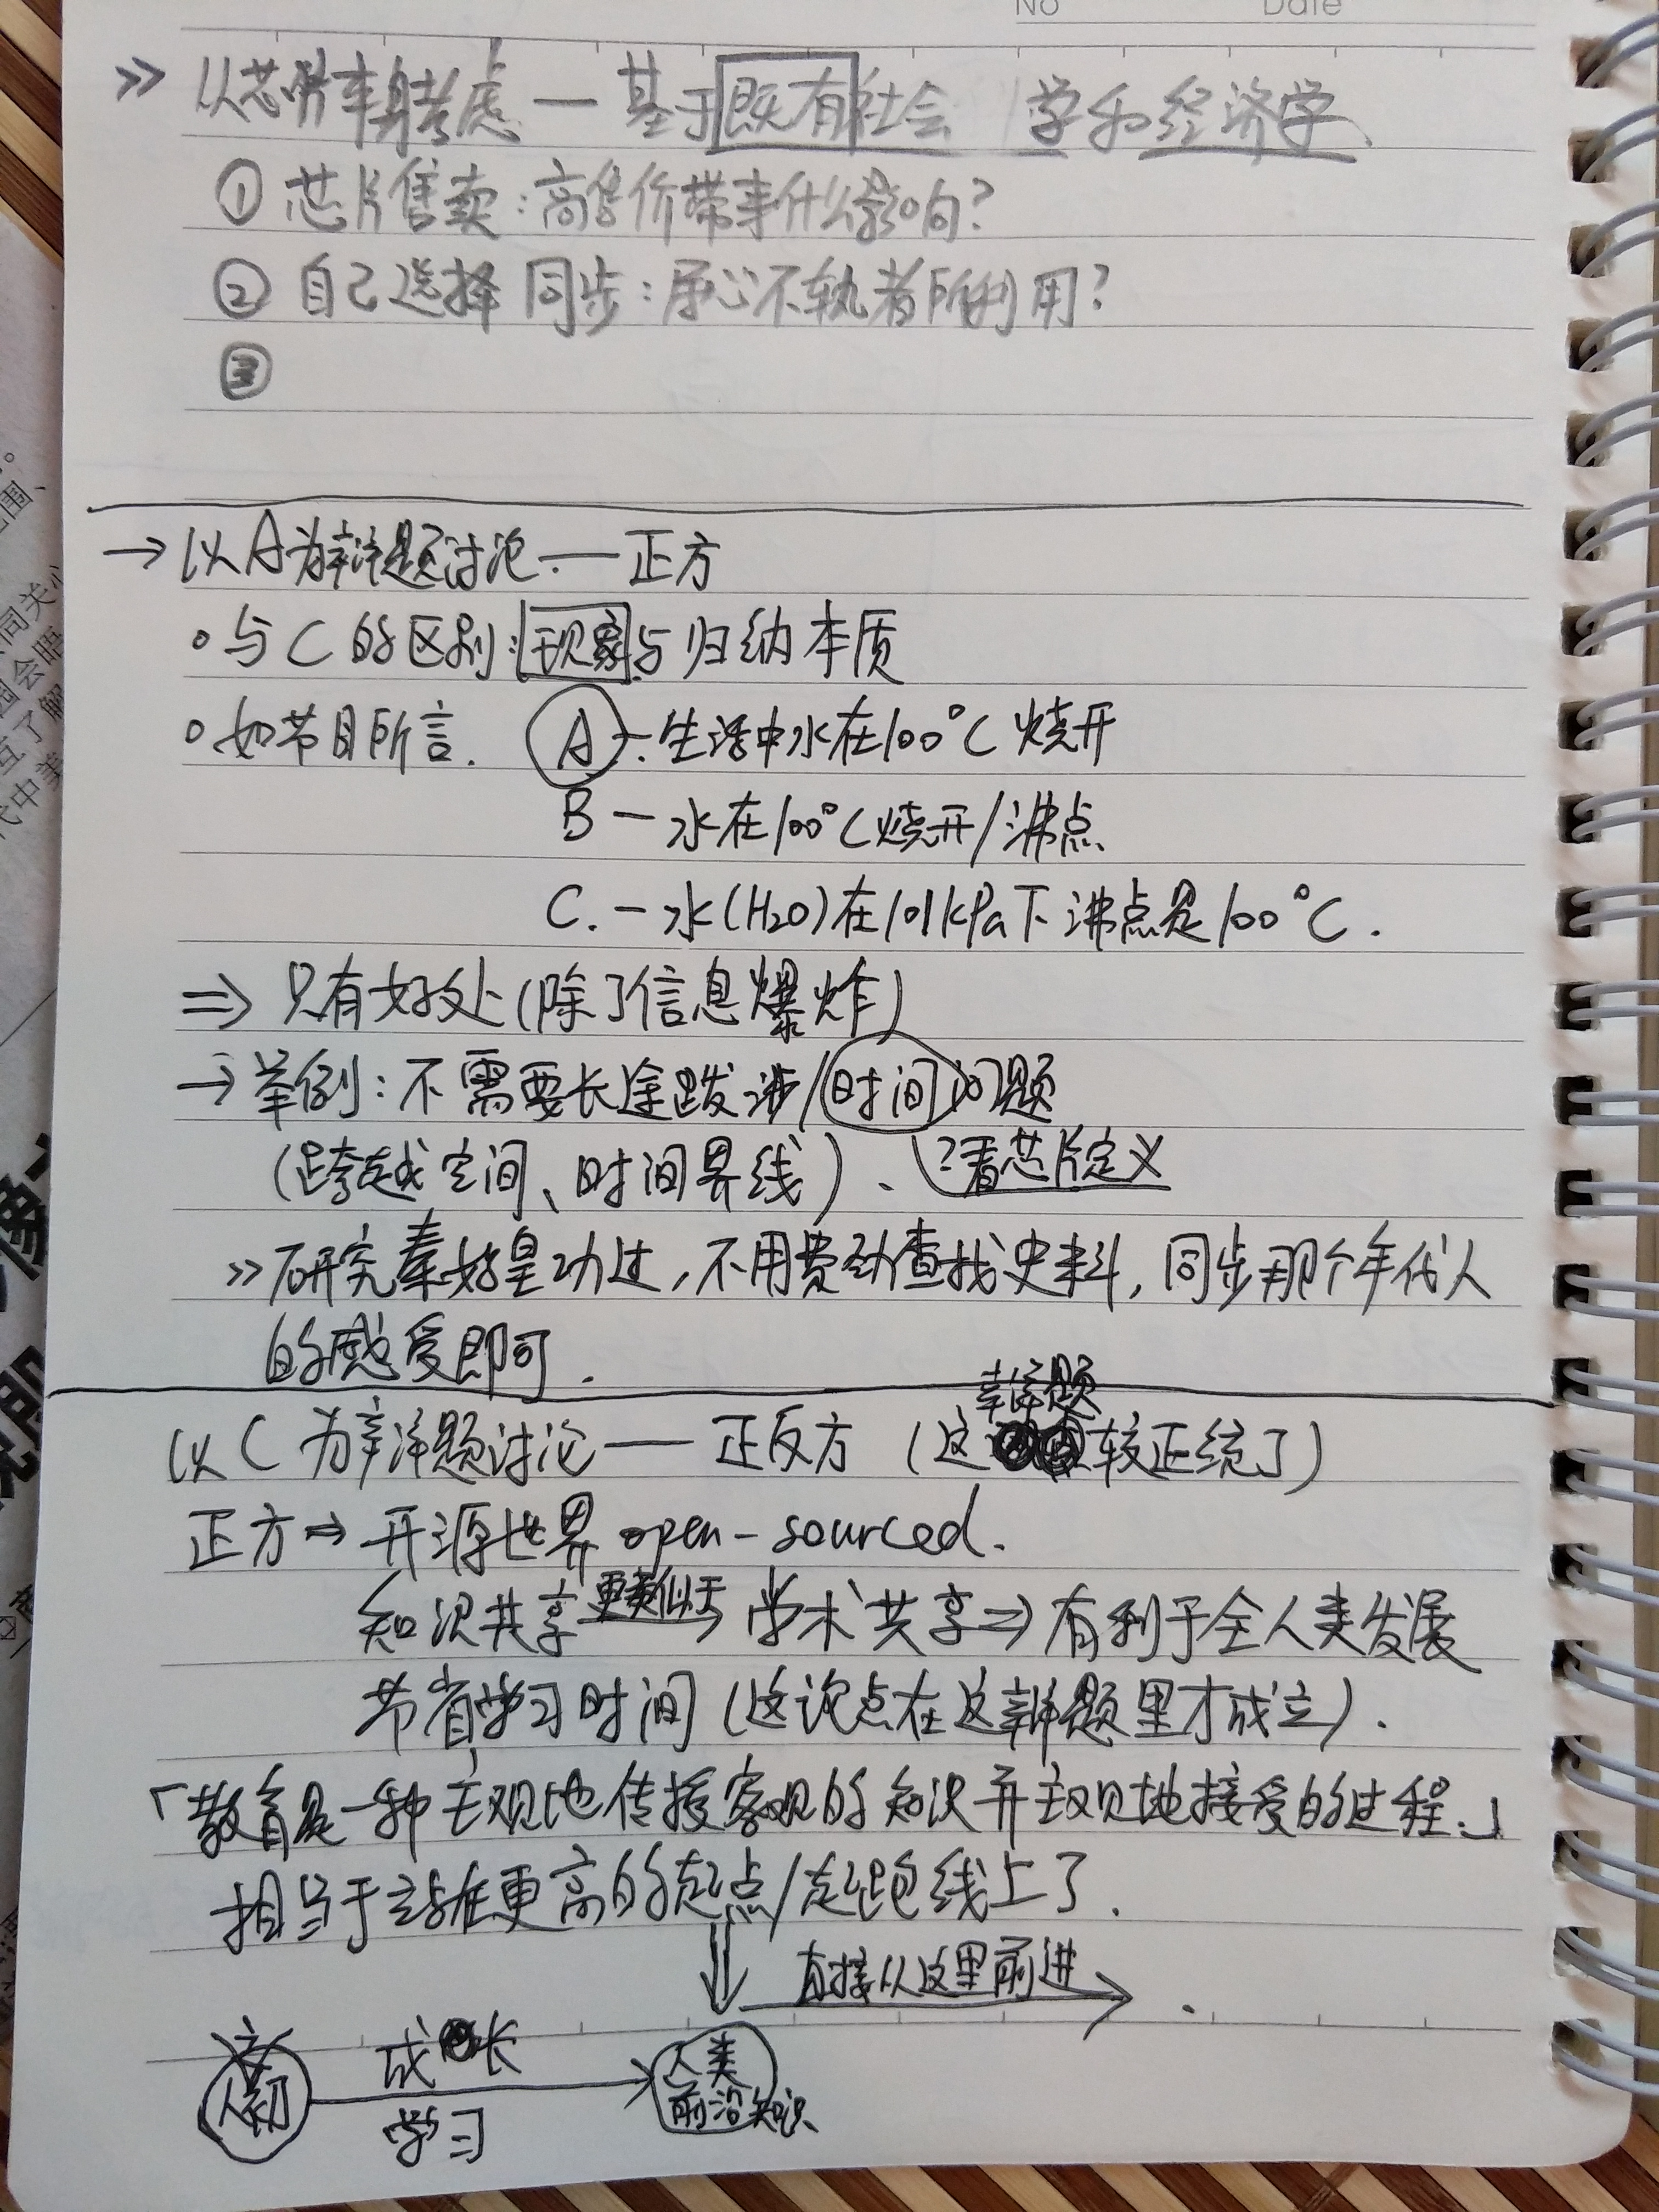 No Date
>> 以芯片本身考虑 — 基于既有社会学和经济学
① 芯片售卖：高售价带来什么影响？
② 自己选择同步：居心不轨者所利用？
③
→ 以A为辩题讨论 — 正方
o 与C的区别：现象与归纳本质
o 如节目所言. A — 生活中水在100°C烧开
B — 水在100°C烧开/沸点
C. — 水(H₂O)在101kPa下沸点是100°C.
⇒ 只有好处(除了信息爆炸)
→ 举例：不需要长途跋涉/时间问题
(跨越空间、时间界线)、?看芯片定义
>> 研究秦始皇功过,不用费劲查找史料,同步那个年代人
的感受即可.
辩题
以C为辩题讨论 — 正反方 (这较正统了)
正方 ⇒ 开源世界 open-sourced.
知识共享 更类似于→ 学术共享 ⇒ 有利于全人类发展
节省学习时间 (这论点在这辩题里才成立).
「教育是一种主观地传授客观的知识并主观地接受的过程.」
相当于站在更高的起点/起跑线上了.
直接从这里前进
成长
人类
人初
前沿知识
学习